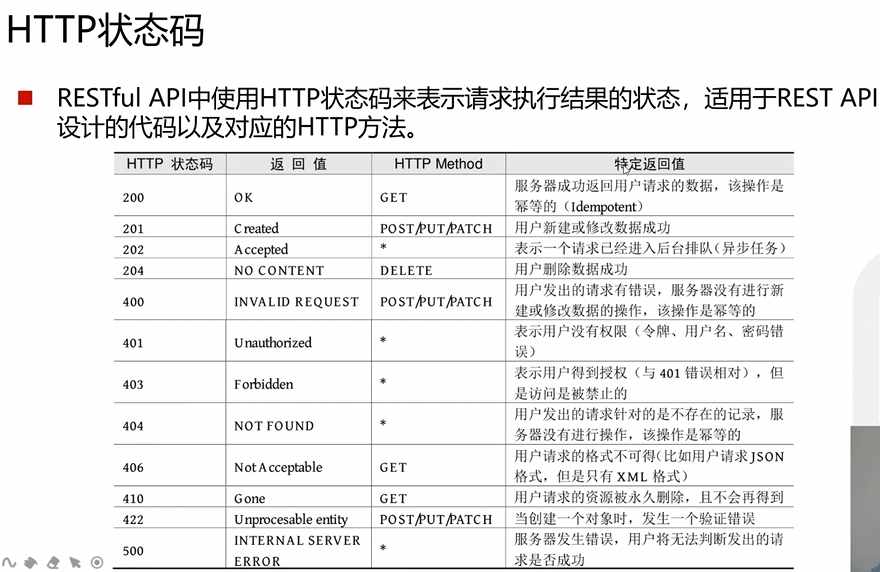 HTTP状态码
RESTful API中使用HTTP状态码来表示请求执行结果的状态，适用于REST API
设计的代码以及对应的HTTP方法。
HTTP 状态码 返 回 值 HTTP Method 特定返回值
200 OK GET 服务器成功返回用户请求的数据，该操作是
幂等的（Idempotent）
201 Created POST/PUT/PATCH 用户新建或修改数据成功
202 Accepted * 表示一个请求已经进入后台排队（异步任务）
204 NO CONTENT DELETE 用户删除数据成功
400 INVALID REQUEST POST/PUT/PATCH 用户发出的请求有错误，服务器没有进行新
建或修改数据的操作，该操作是幂等的
401 Unauthorized * 表示用户没有权限（令牌、用户名、密码错
误）
403 Forbidden * 表示用户得到授权（与 401 错误相对），但
是访问是被禁止的
404 NOT FOUND * 用户发出的请求针对的是不存在的记录，服
务器没有进行操作，该操作是幂等的
406 Not Acceptable GET 用户请求的格式不可得（比如用户请求 JSON
格式，但是只有 XML 格式）
410 Gone GET 用户请求的资源被永久删除，且不会再得到
422 Unprocesable entity POST/PUT/PATCH 当创建一个对象时，发生一个验证错误
500 INTERNAL SERVER * 服务器发生错误，用户将无法判断发出的请
ERROR 求是否成功